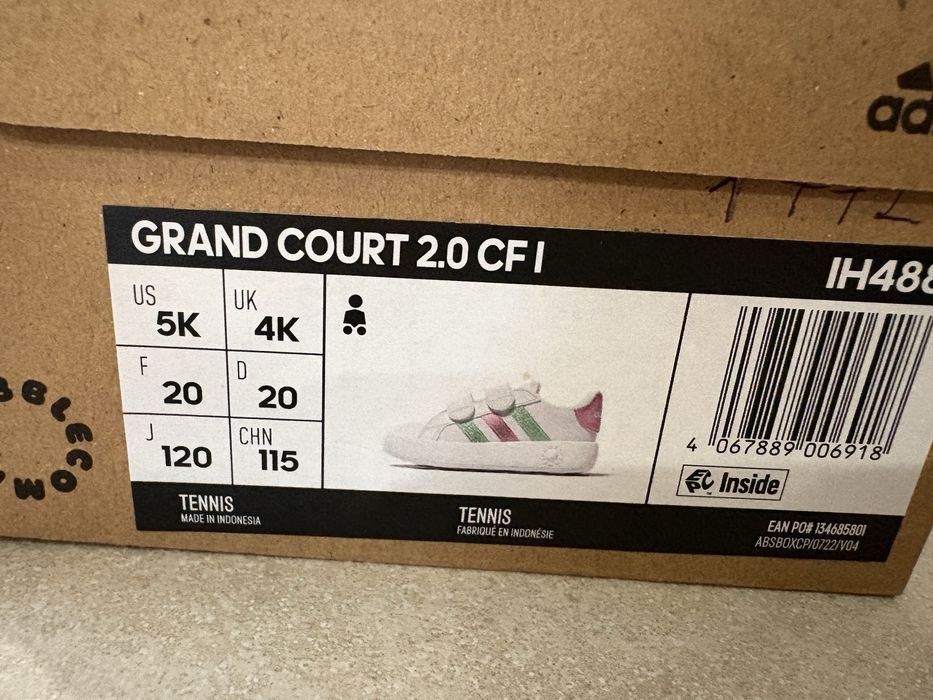 GRAND COURT 2.0 CF I
IH488
US 5K
UK 4K
F 20
D 20
J 120
CHN 115
4 067889 006918
EPC Inside
TENNIS
MADE IN INDONESIA
TENNIS
FABRIQUÉ EN INDONÉSIE
EAN PO# 134685801
ABSBOXCP/0722/V04